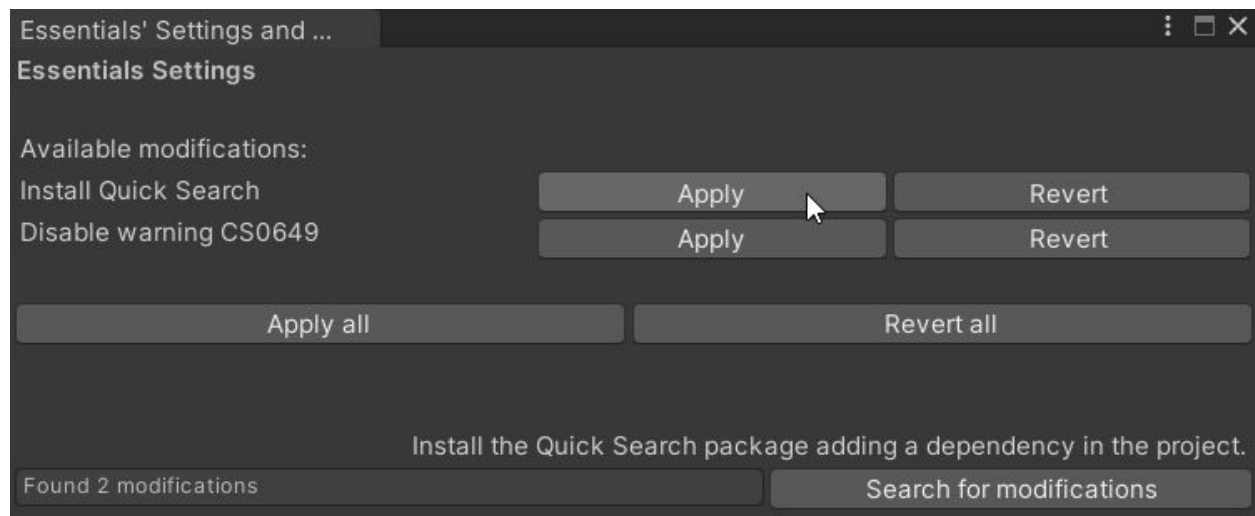 Essentials' Settings and ...
Essentials Settings
Available modifications:
Install Quick Search Apply Revert
Disable warning CS0649 Apply Revert
Apply all Revert all
Install the Quick Search package adding a dependency in the project.
Found 2 modifications Search for modifications